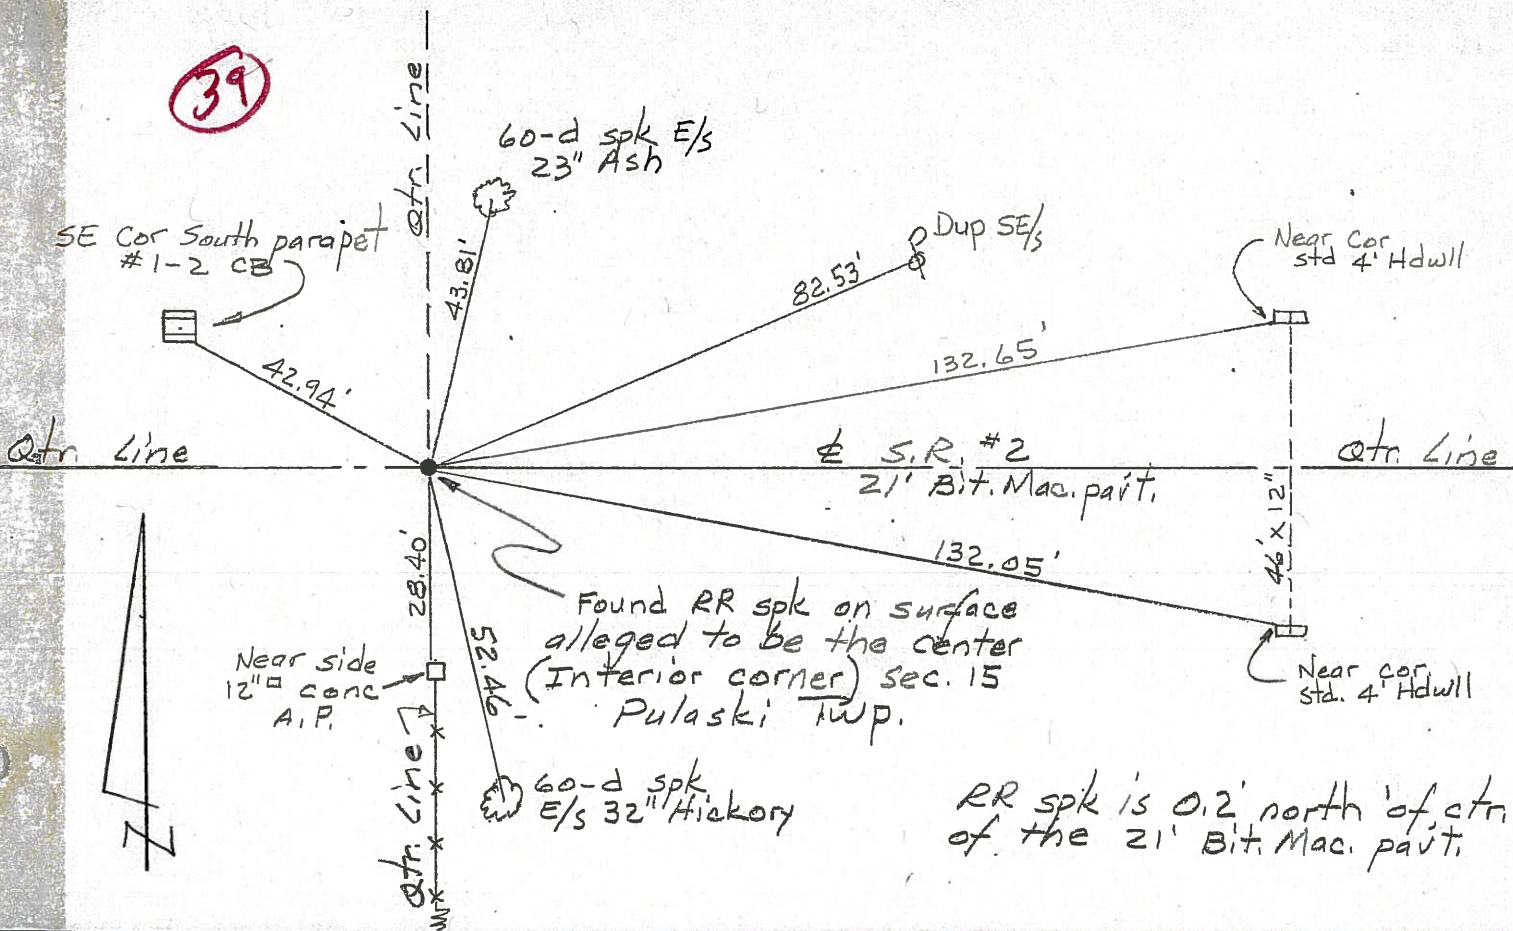 39
Qtr. Line
60-d spk E/s
23" Ash
SE Cor South parapet
#1-2 CB
43.81'
82.53'
Dup SE/s
Near Cor
std 4' Hdwll
42.94'
132.65'
Qtr. Line
℄ S.R. #2
21' Bit. Mac. pavt.
Qtr. Line
46' x 12"
28.40'
132.05'
Found RR spk on surface
alleged to be the center
(Interior corner) sec. 15
Pulaski Twp.
52.46
Near side
12"□ conc
A.P.
Near cor.
std. 4' Hdwll
Qtr. Line
60-d spk
E/s 32" Hickory
RR spk is 0.2' north of ctr.
of the 21' Bit. Mac. pavt.
N